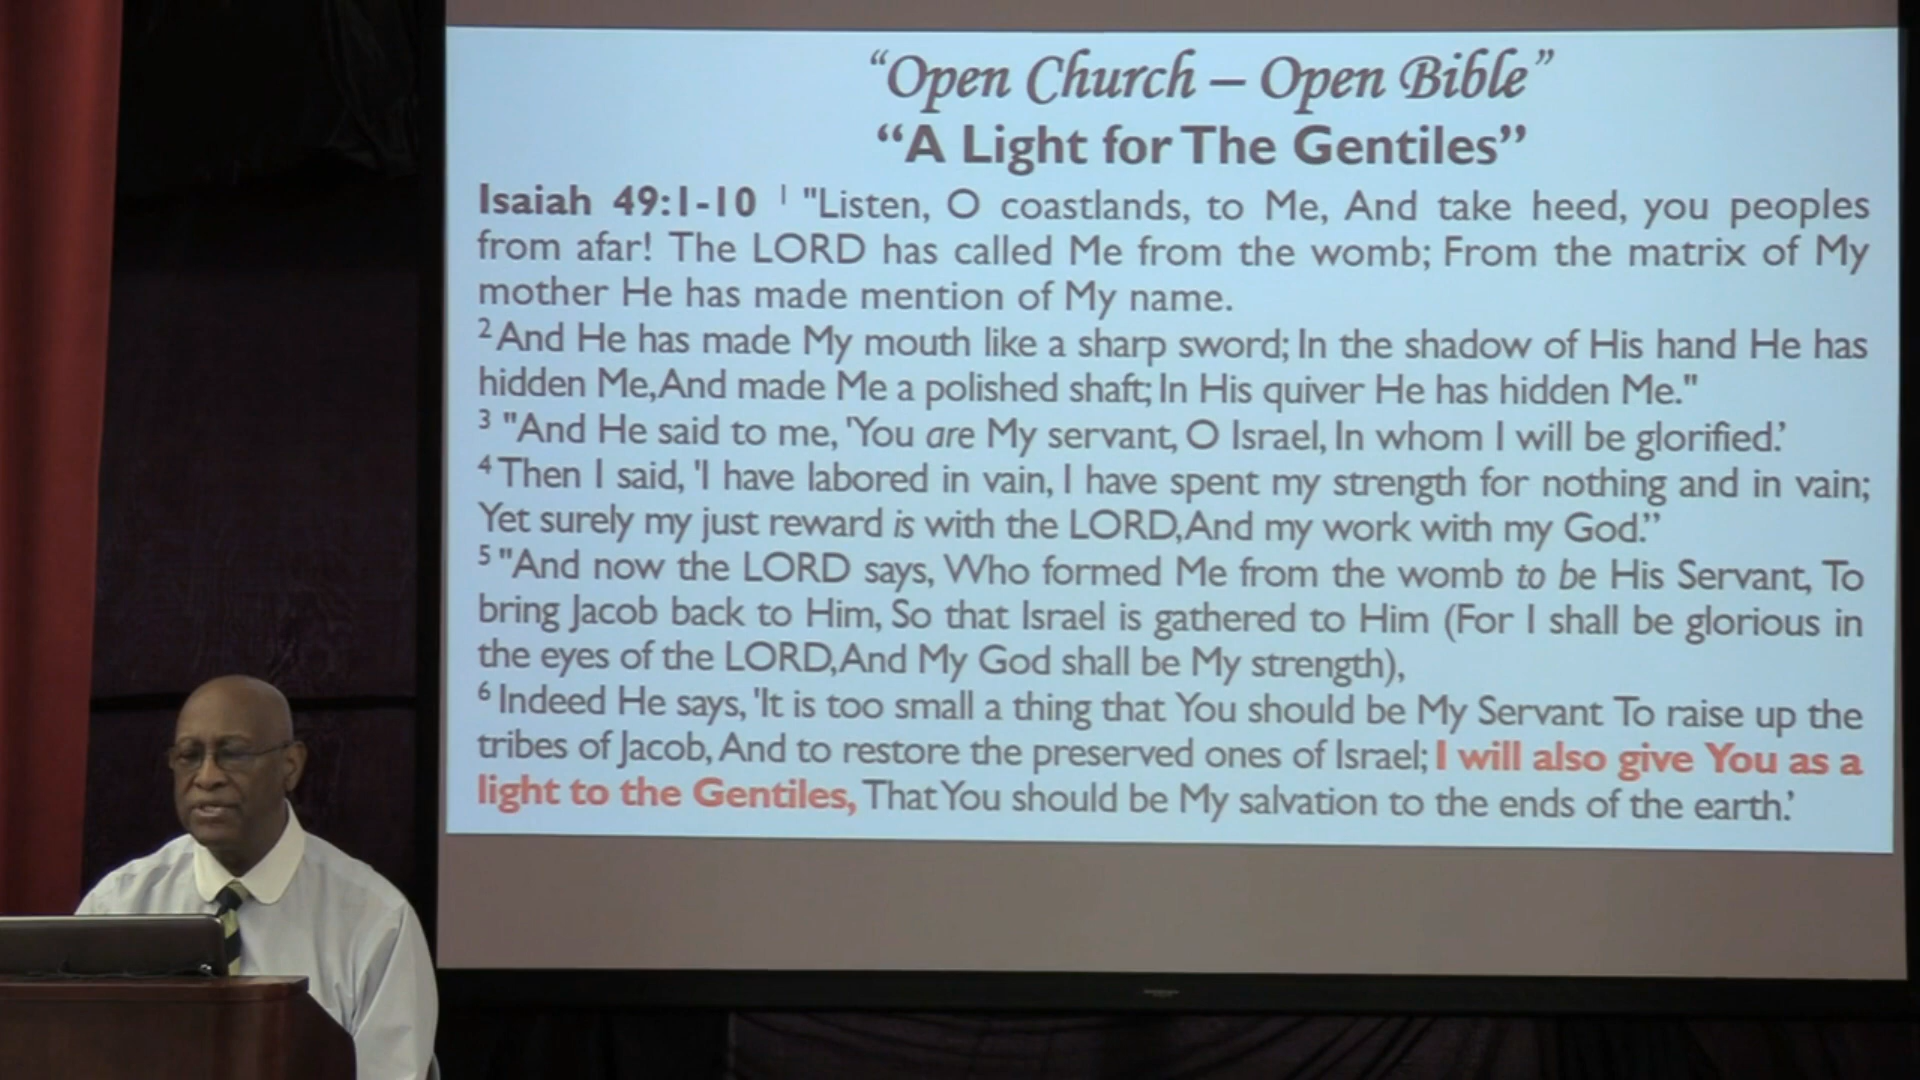 “Open Church – Open Bible”
“A Light for The Gentiles”
Isaiah 49:1-10 1 "Listen, O coastlands, to Me, And take heed, you peoples
from afar! The LORD has called Me from the womb; From the matrix of My
mother He has made mention of My name.
2 And He has made My mouth like a sharp sword; In the shadow of His hand He has
hidden Me, And made Me a polished shaft; In His quiver He has hidden Me."
3 "And He said to me, 'You are My servant, O Israel, In whom I will be glorified.’
4 Then I said, 'I have labored in vain, I have spent my strength for nothing and in vain;
Yet surely my just reward is with the LORD, And my work with my God.’’
5 "And now the LORD says, Who formed Me from the womb to be His Servant, To
bring Jacob back to Him, So that Israel is gathered to Him (For I shall be glorious in
the eyes of the LORD, And My God shall be My strength),
6 Indeed He says, 'It is too small a thing that You should be My Servant To raise up the
tribes of Jacob, And to restore the preserved ones of Israel; I will also give You as a
light to the Gentiles, That You should be My salvation to the ends of the earth.’